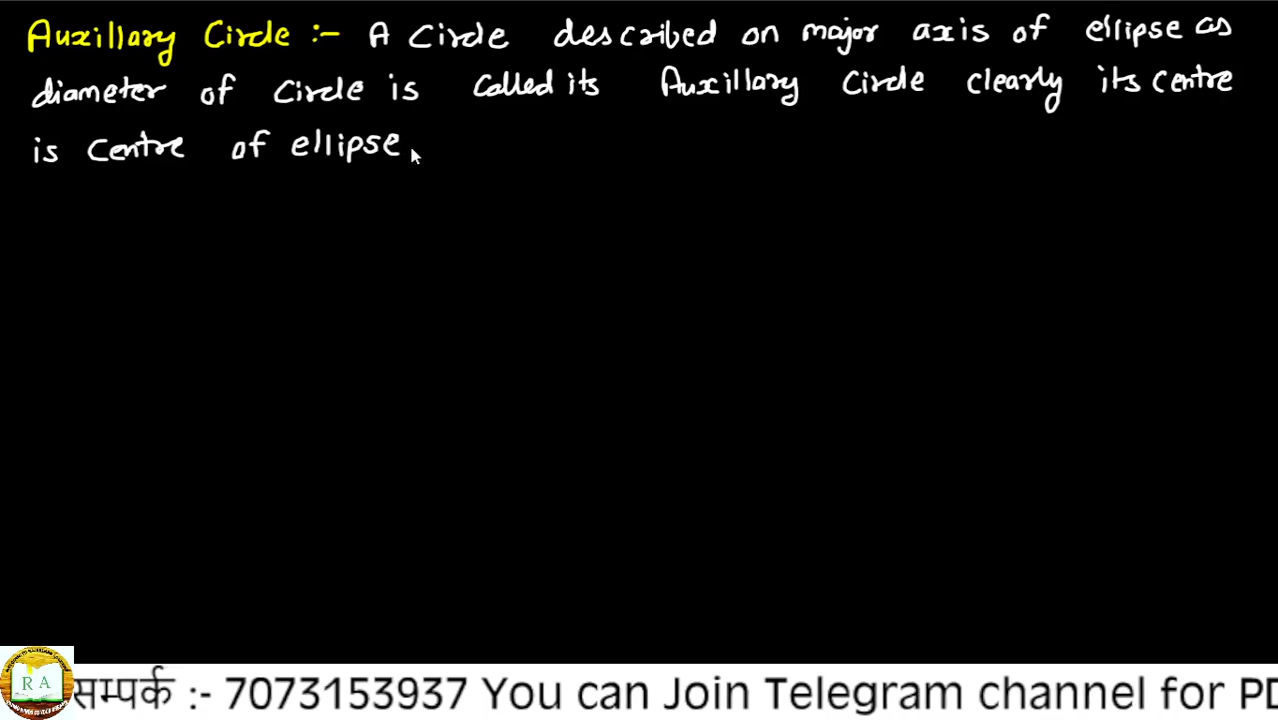 Auxillary Circle :- A Circle described on major axis of ellipse as
diameter of Circle is called its Auxillary Circle clearly its centre
is centre of ellipse.
R A
सम्पर्क :- 7073153937 You can Join Telegram channel for PD